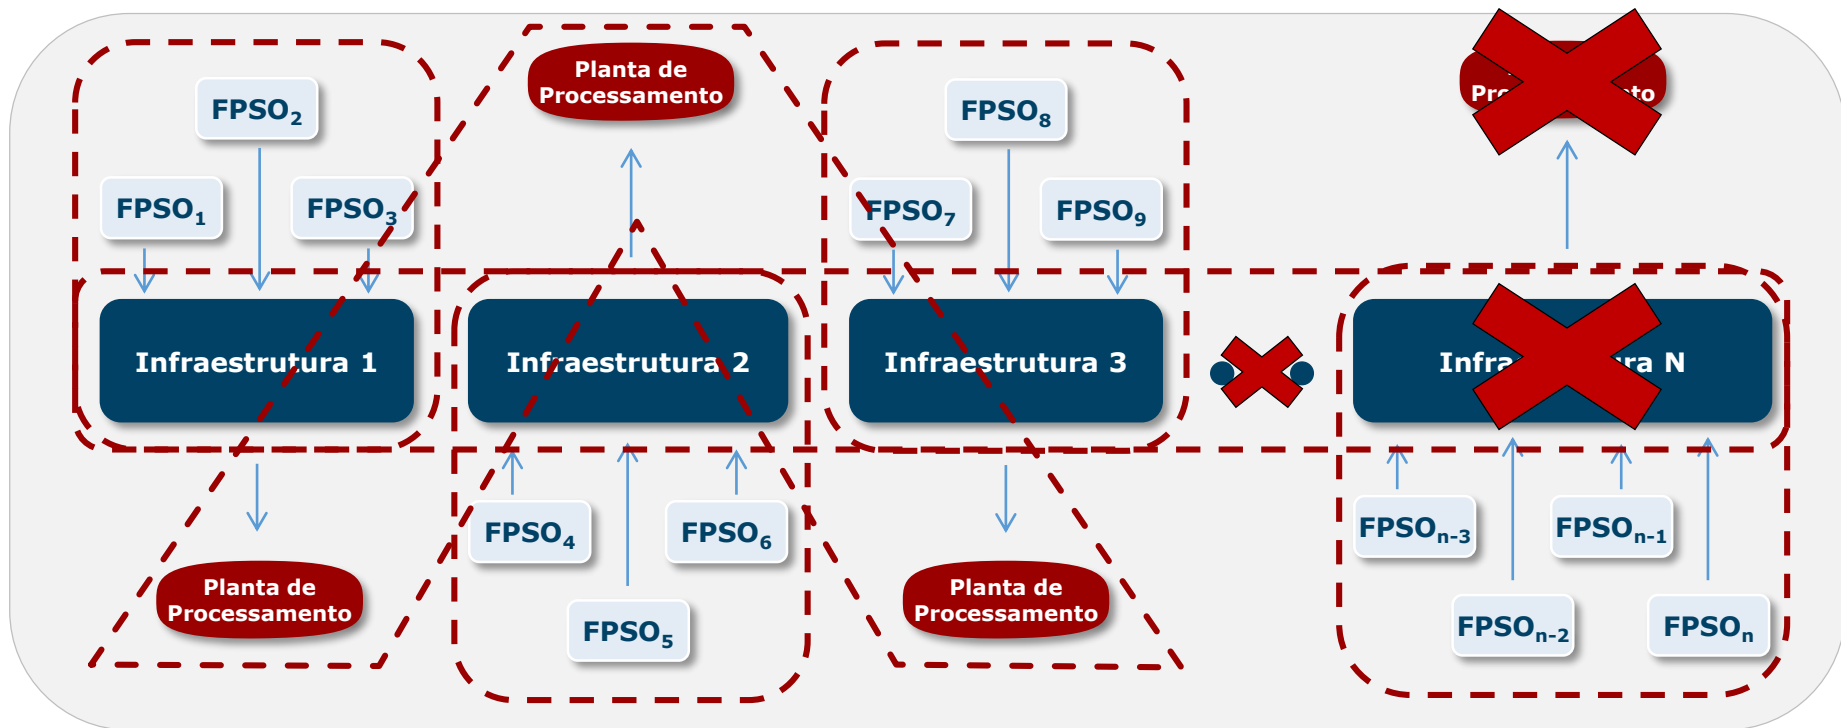 Planta de
Processamento
FPSO2
FPSO8
FPSO1
FPSO3
FPSO7
FPSO9
Infraestrutura 1
Infraestrutura 2
Infraestrutura 3
N
FPSO4
FPSO6
FPSOn-3
FPSOn-1
Planta de
Processamento
FPSO5
Planta de
Processamento
FPSOn-2
FPSOn